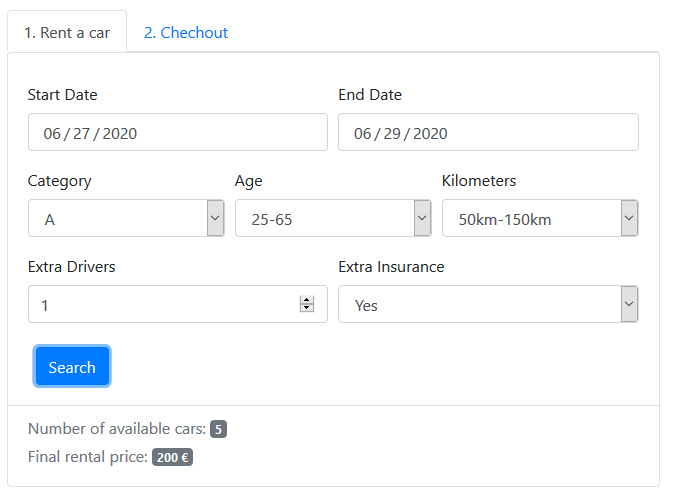 1. Rent a car 2. Chechout
Start Date End Date
06/27/2020 06/29/2020
Category Age Kilometers
A 25-65 50km-150km
Extra Drivers Extra Insurance
1 Yes
Search
Number of available cars: 5
Final rental price: 200 €